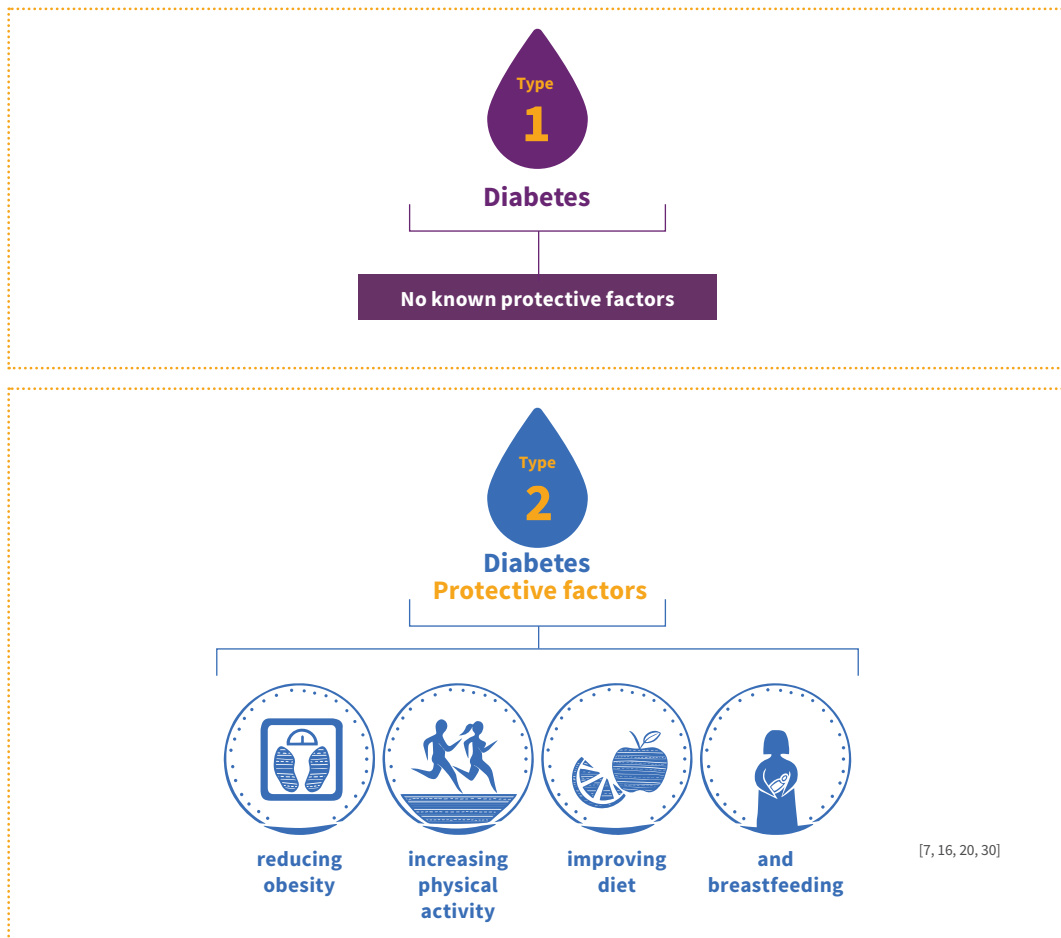 Type
1
Diabetes
No known protective factors
Type
2
Diabetes
Protective factors
reducing
obesity
increasing
physical
activity
improving
diet
and
breastfeeding
[7, 16, 20, 30]